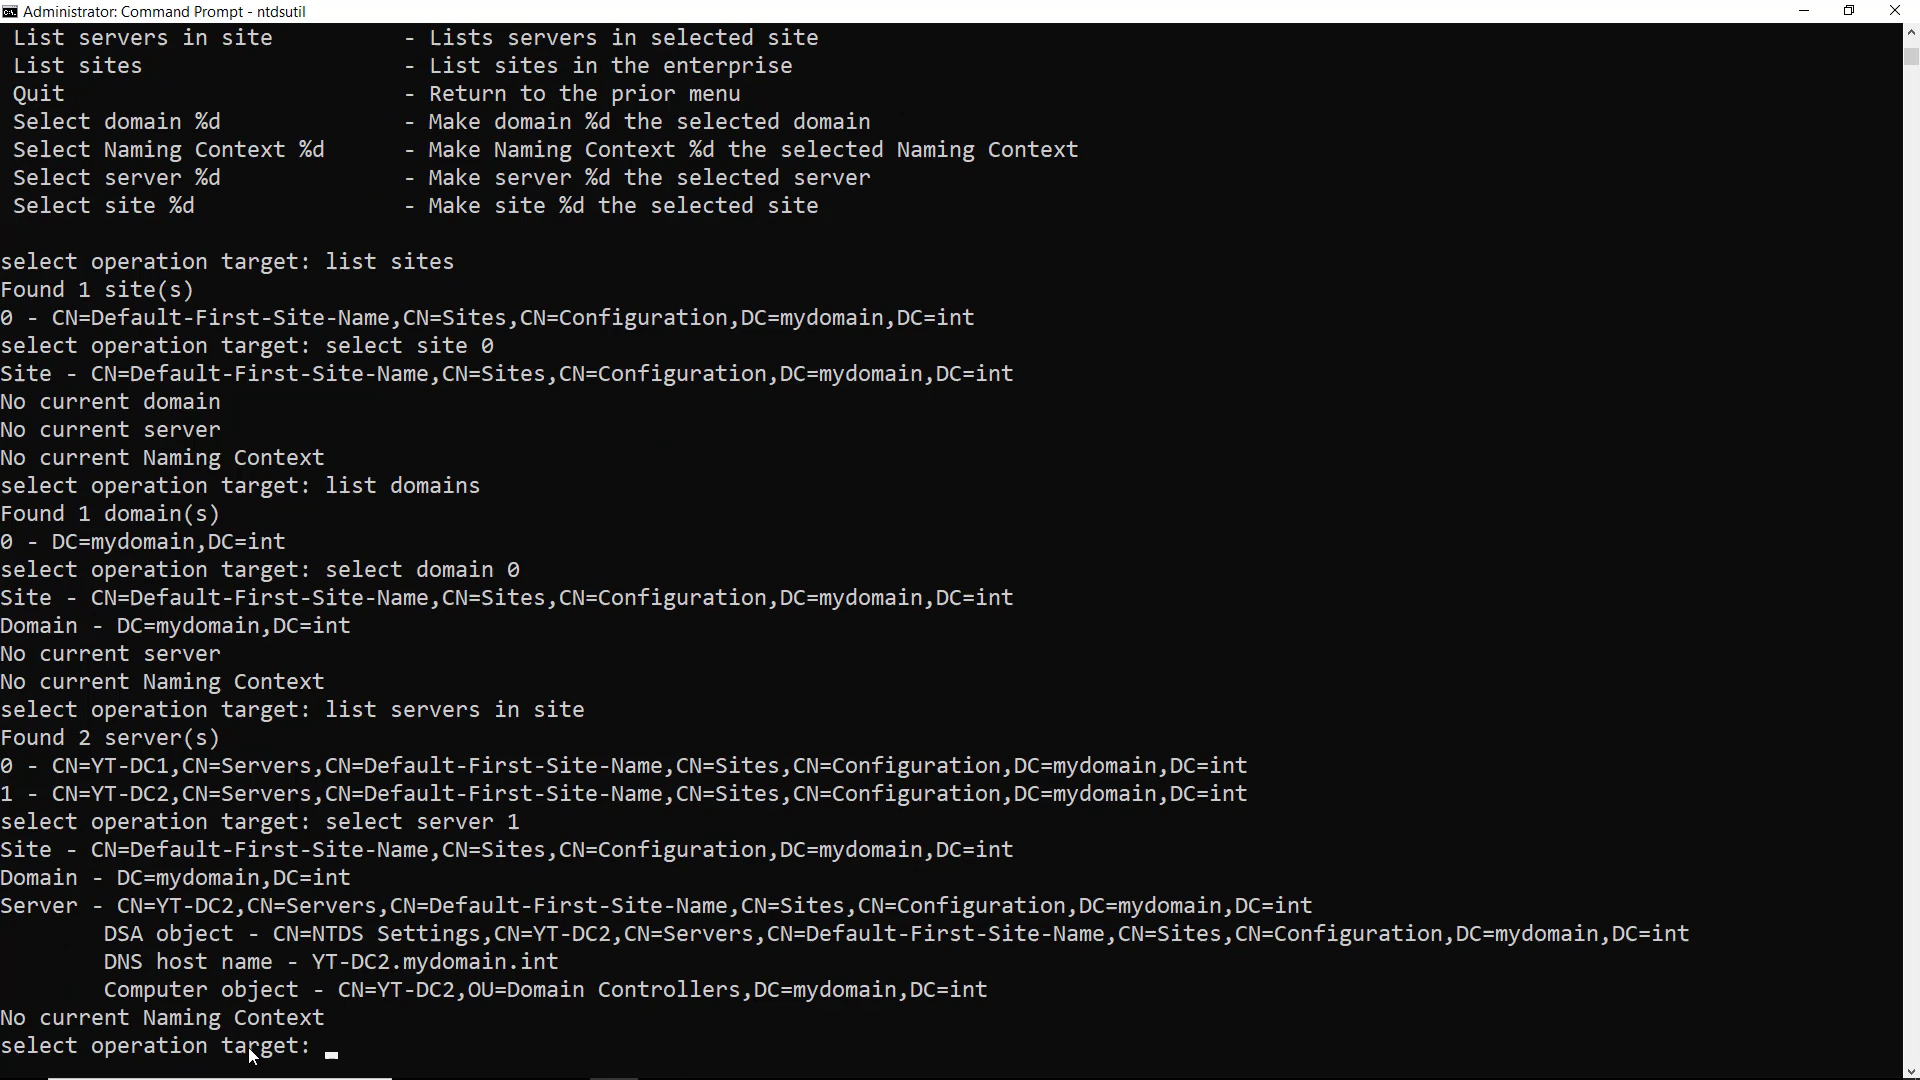 Administrator: Command Prompt - ntdsutil
List servers in site - Lists servers in selected site
List sites - List sites in the enterprise
Quit - Return to the prior menu
Select domain %d - Make domain %d the selected domain
Select Naming Context %d - Make Naming Context %d the selected Naming Context
Select server %d - Make server %d the selected server
Select site %d - Make site %d the selected site
select operation target: list sites
Found 1 site(s)
0 - CN=Default-First-Site-Name,CN=Sites,CN=Configuration,DC=mydomain,DC=int
select operation target: select site 0
Site - CN=Default-First-Site-Name,CN=Sites,CN=Configuration,DC=mydomain,DC=int
No current domain
No current server
No current Naming Context
select operation target: list domains
Found 1 domain(s)
0 - DC=mydomain,DC=int
select operation target: select domain 0
Site - CN=Default-First-Site-Name,CN=Sites,CN=Configuration,DC=mydomain,DC=int
Domain - DC=mydomain,DC=int
No current server
No current Naming Context
select operation target: list servers in site
Found 2 server(s)
0 - CN=YT-DC1,CN=Servers,CN=Default-First-Site-Name,CN=Sites,CN=Configuration,DC=mydomain,DC=int
1 - CN=YT-DC2,CN=Servers,CN=Default-First-Site-Name,CN=Sites,CN=Configuration,DC=mydomain,DC=int
select operation target: select server 1
Site - CN=Default-First-Site-Name,CN=Sites,CN=Configuration,DC=mydomain,DC=int
Domain - DC=mydomain,DC=int
Server - CN=YT-DC2,CN=Servers,CN=Default-First-Site-Name,CN=Sites,CN=Configuration,DC=mydomain,DC=int
DSA object - CN=NTDS Settings,CN=YT-DC2,CN=Servers,CN=Default-First-Site-Name,CN=Sites,CN=Configuration,DC=mydomain,DC=int
DNS host name - YT-DC2.mydomain.int
Computer object - CN=YT-DC2,OU=Domain Controllers,DC=mydomain,DC=int
No current Naming Context
select operation target: